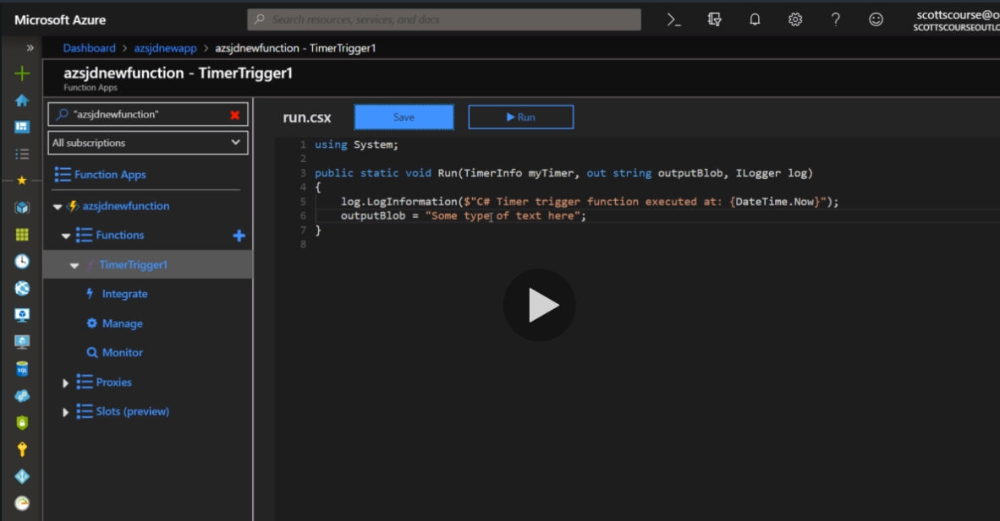 Microsoft Azure
Search resources, services, and docs
scottscourse@o
SCOTTSCOURSEOUTLO
Dashboard > azsjdnewapp > azsjdnewfunction - TimerTrigger1
azsjdnewfunction - TimerTrigger1
Function Apps
"azsjdnewfunction"
All subscriptions
Function Apps
azsjdnewfunction
Functions
TimerTrigger1
Integrate
Manage
Monitor
Proxies
Slots (preview)
run.csx
Save
Run
1 using System;
2
3 public static void Run(TimerInfo myTimer, out string outputBlob, ILogger log)
4 {
5 log.LogInformation($"C# Timer trigger function executed at: {DateTime.Now}");
6 outputBlob = "Some type of text here";
7 }
8
SQL